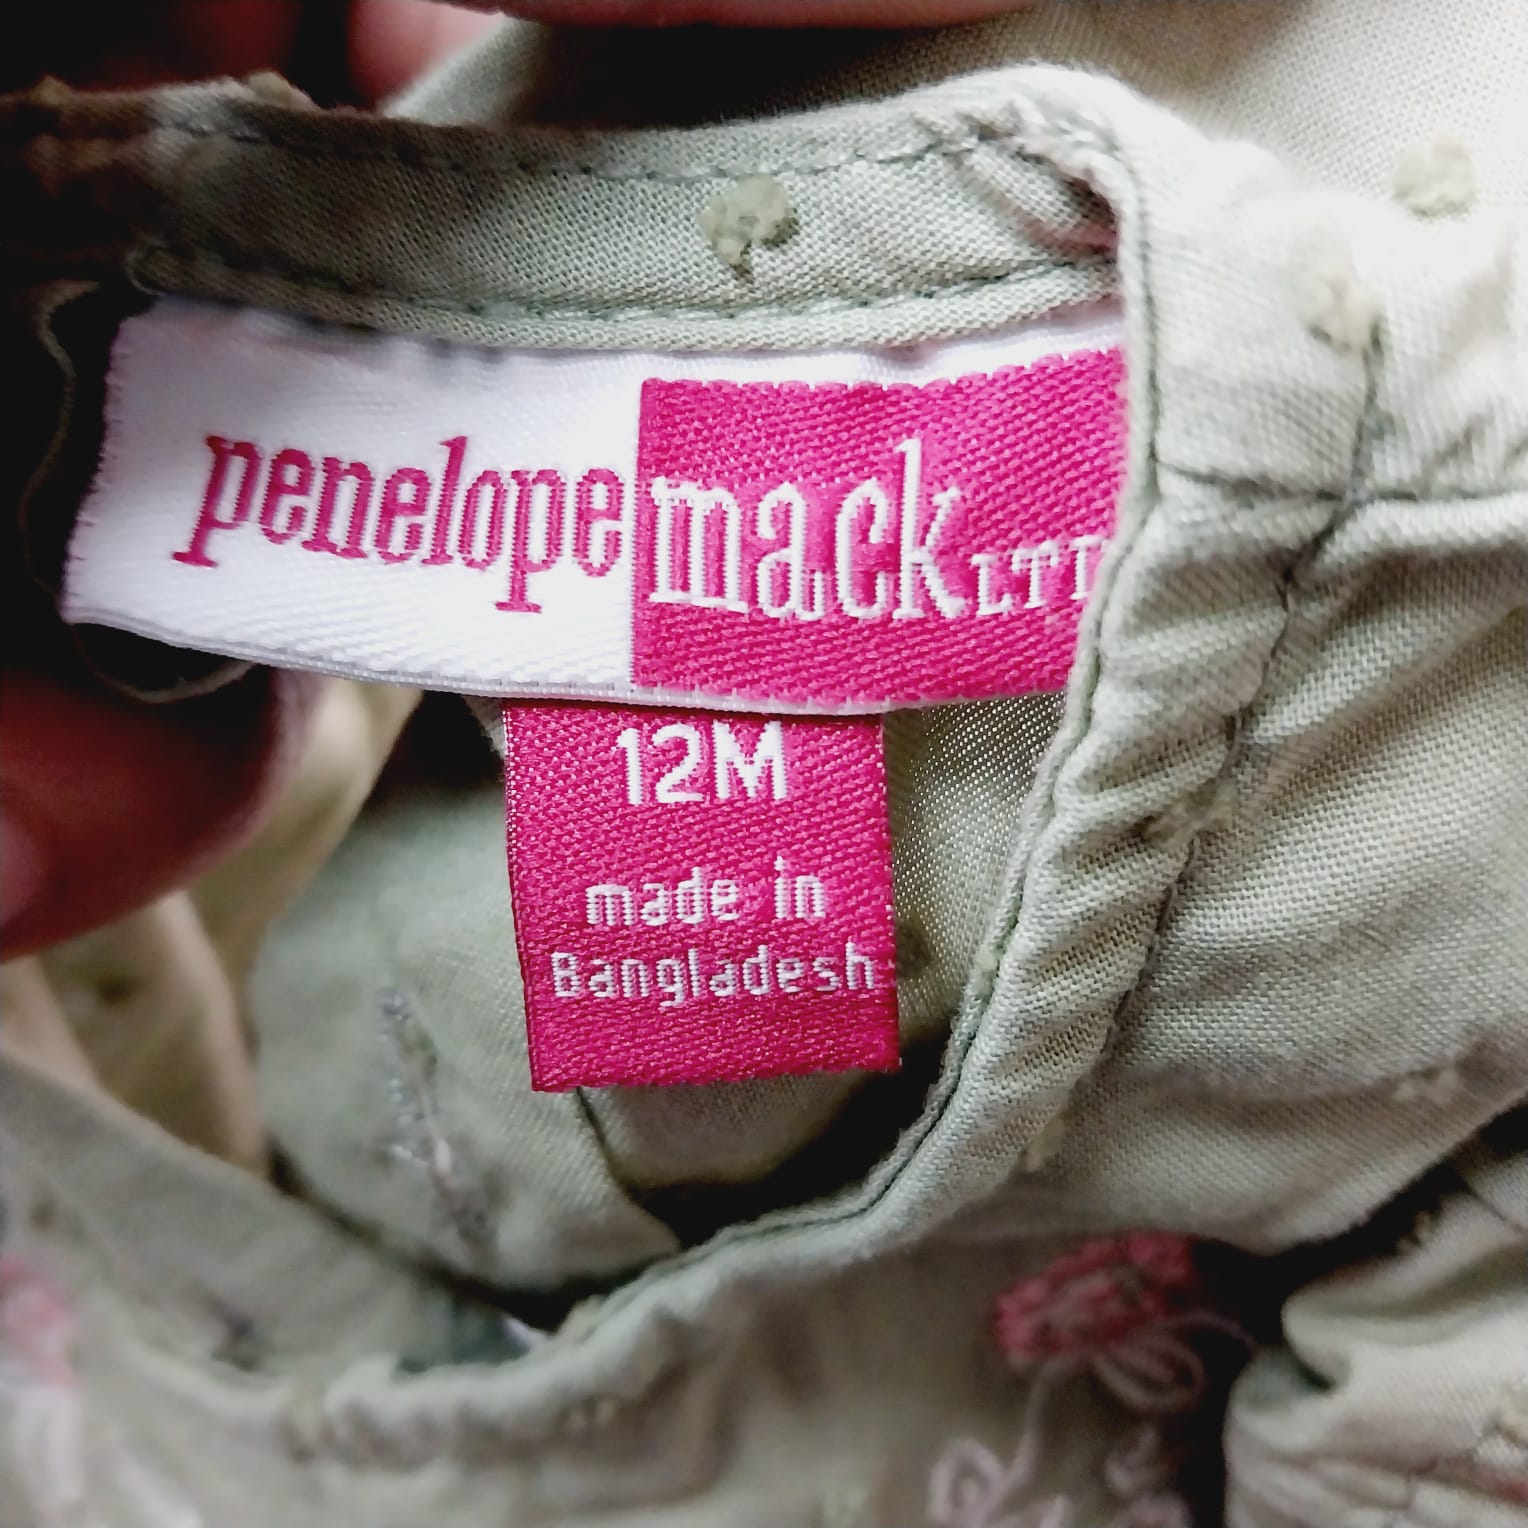 penelope mack LTD
12M
made in
Bangladesh